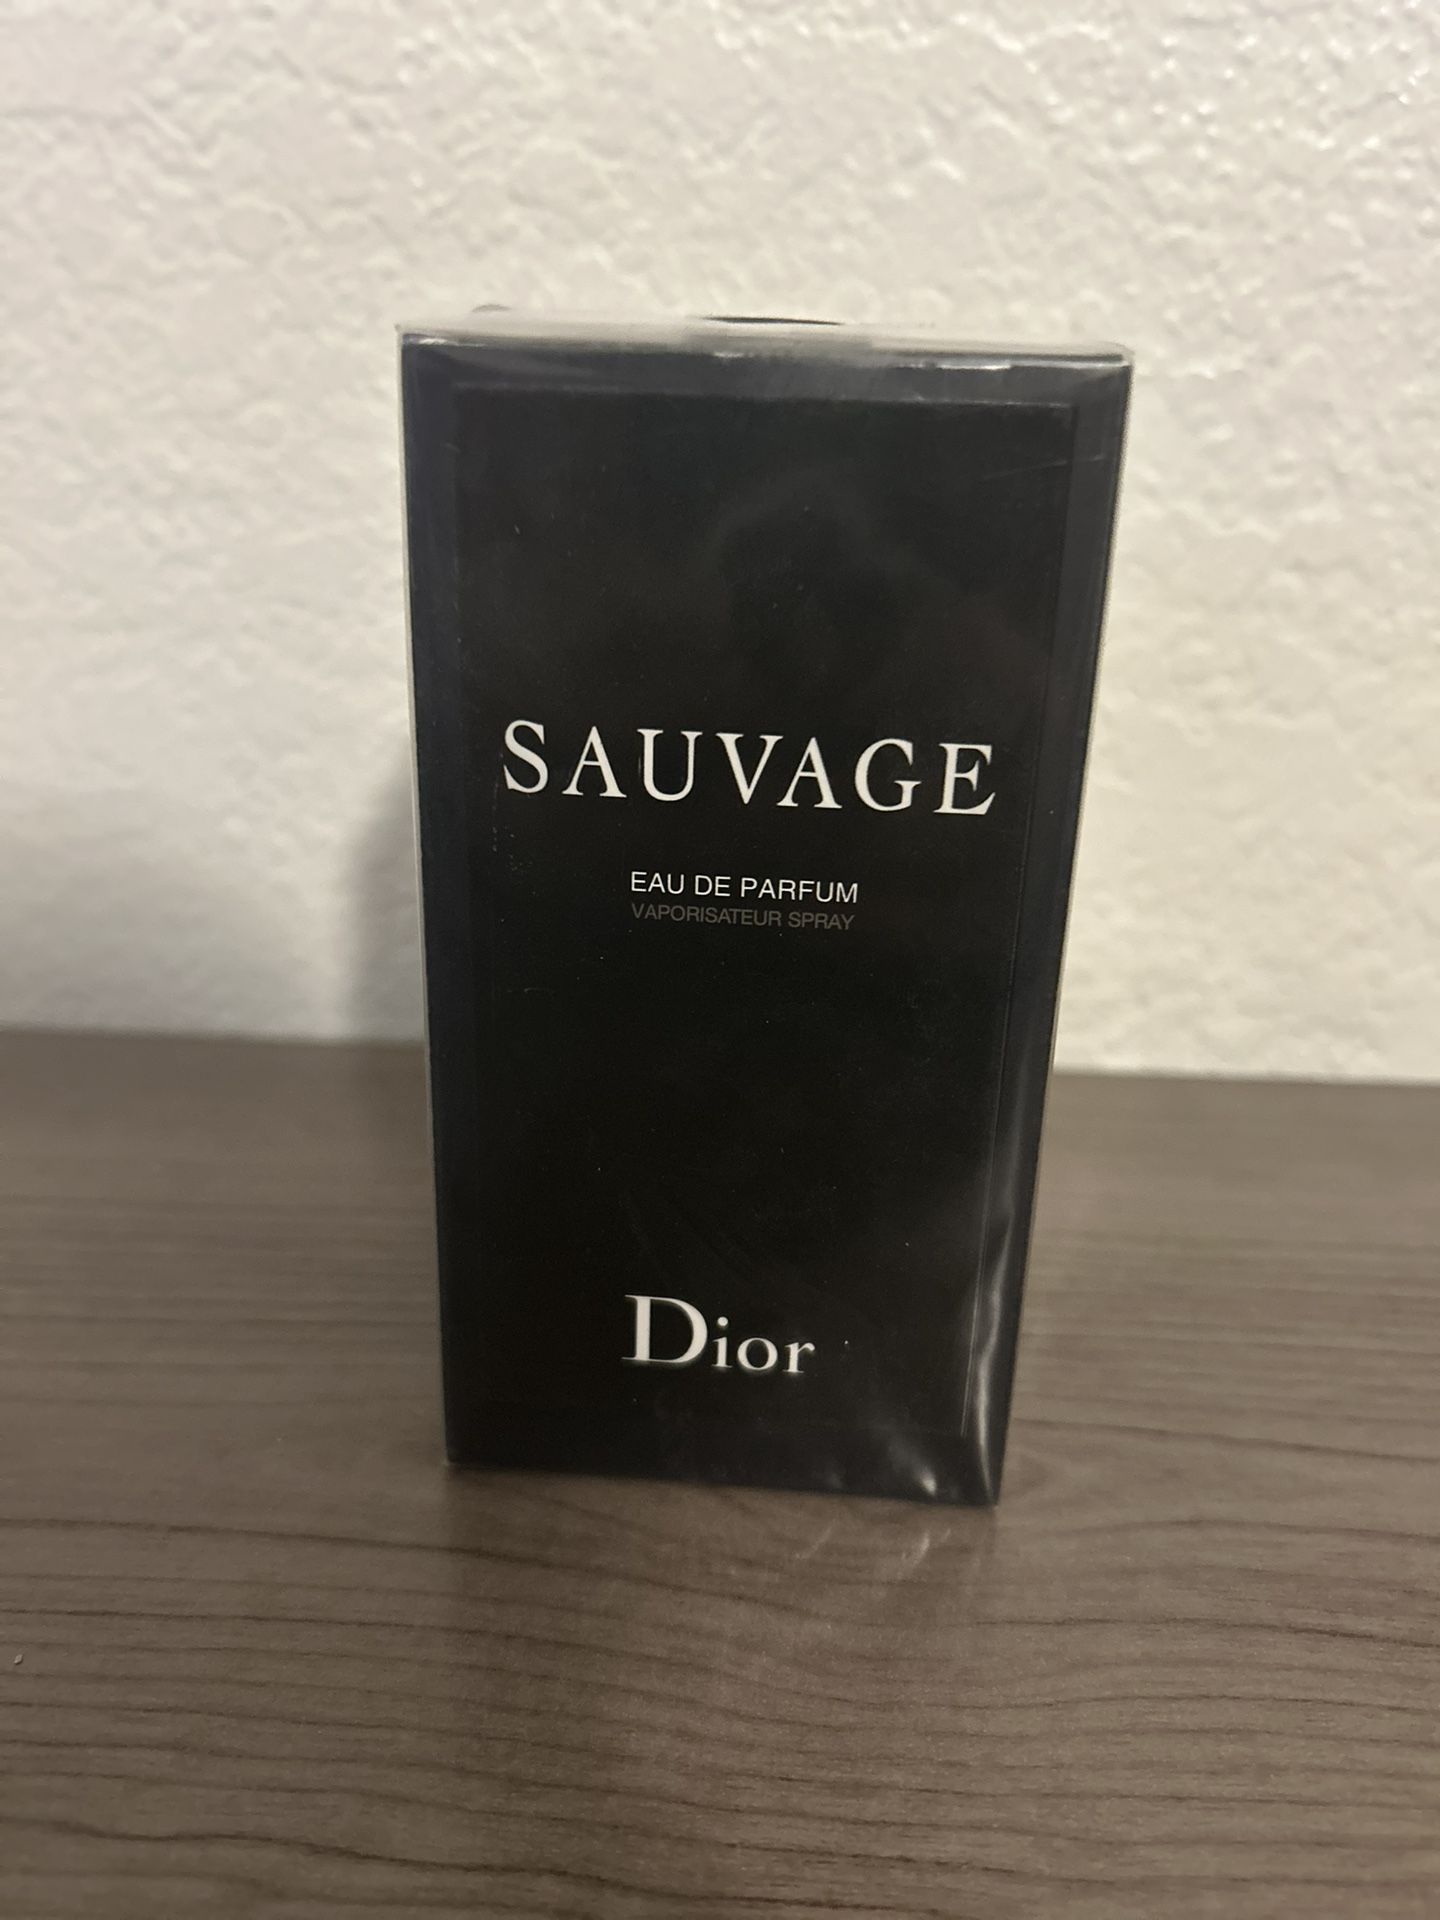 SAUVAGE
EAU DE PARFUM
VAPORISATEUR SPRAY
Dior